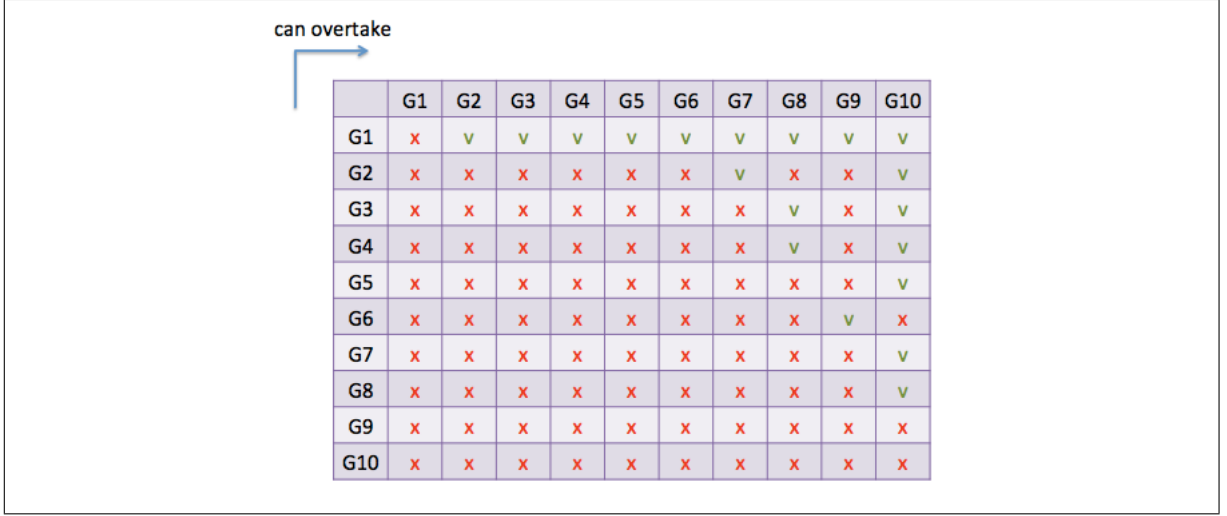 can overtake
G1 G2 G3 G4 G5 G6 G7 G8 G9 G10
G1 x v v v v v v v v v
G2 x x x x x x v x x v
G3 x x x x x x x v x v
G4 x x x x x x x v x v
G5 x x x x x x x x x v
G6 x x x x x x x x v x
G7 x x x x x x x x x v
G8 x x x x x x x x x v
G9 x x x x x x x x x x
G10 x x x x x x x x x x